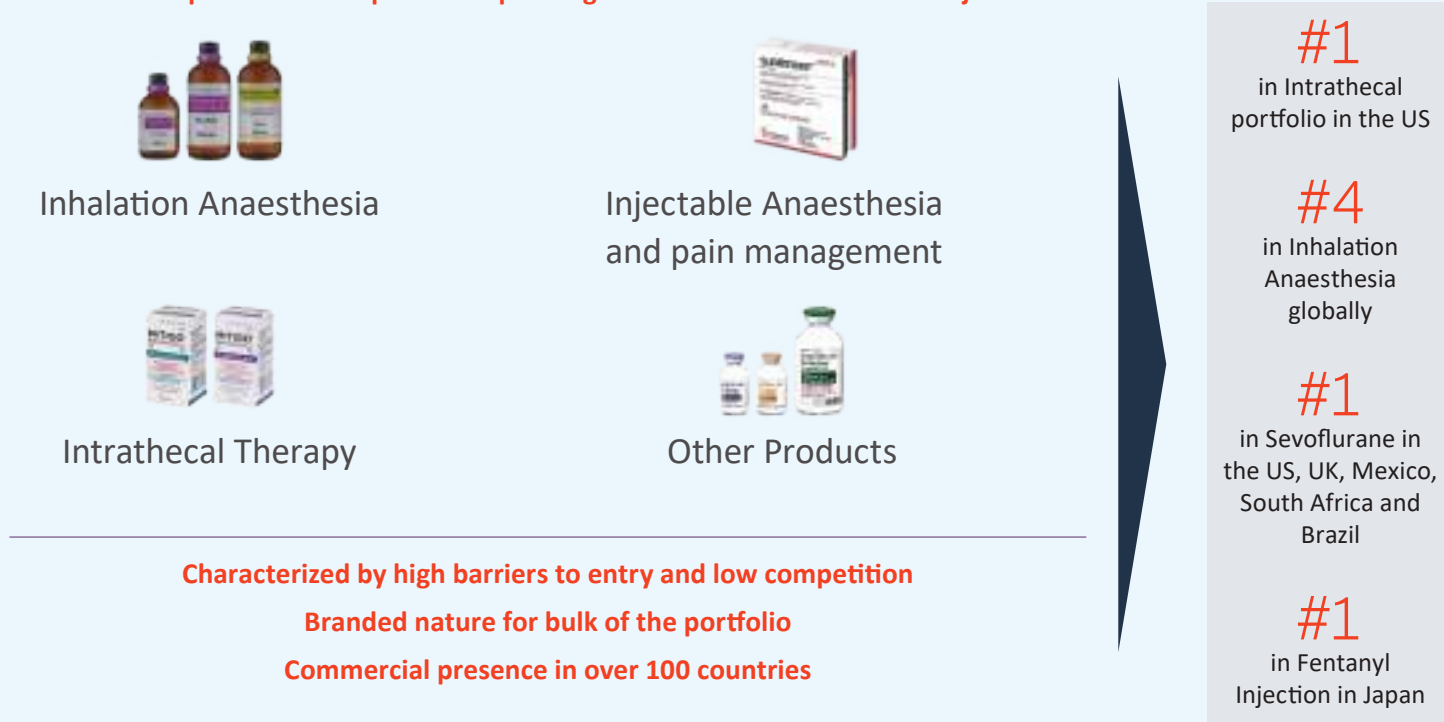 Inhalation Anaesthesia
Injectable Anaesthesia
and pain management
Intrathecal Therapy
Other Products
Characterized by high barriers to entry and low competition
Branded nature for bulk of the portfolio
Commercial presence in over 100 countries
#1
in Intrathecal
portfolio in the US
#4
in Inhalation
Anaesthesia
globally
#1
in Sevoflurane in
the US, UK, Mexico,
South Africa and
Brazil
#1
in Fentanyl
Injection in Japan